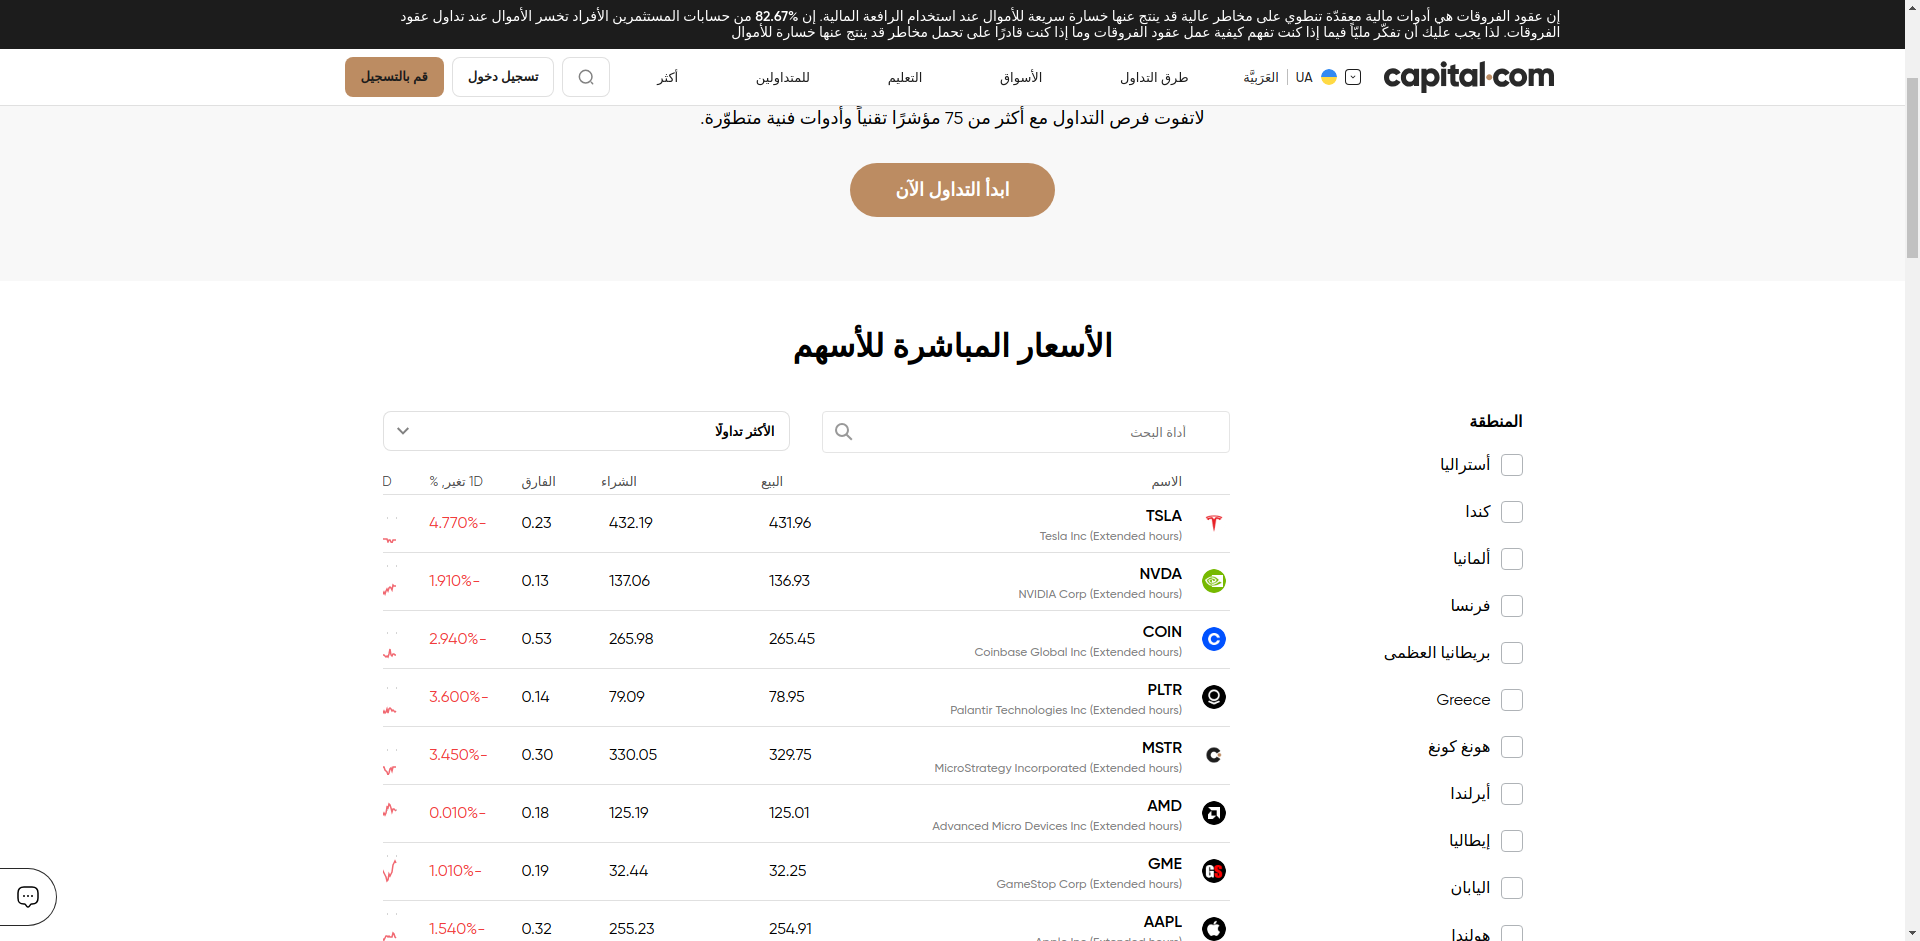 إن عقود الفروقات هي أدوات مالية معقدّة تنطوي على مخاطر عالية قد ينتج عنها خسارة سريعة للأموال عند استخدام الرافعة المالية. إن 82.67% من حسابات المستثمرين الأفراد تخسر الأموال عند تداول عقود
الفروقات. لذا يجب عليك أن تفكّر مليّاً فيما إذا كنت تفهم كيفية عمل عقود الفروقات وما إذا كنت قادرًا على تحمل مخاطر قد ينتج عنها خسارة للأموال
capital.com
UA العَرَبِيَّة
طرق التداول
الأسواق
التعليم
للمتداولين
أكثر
تسجيل دخول
قم بالتسجيل
لاتفوت فرص التداول مع أكثر من 75 مؤشرًا تقنياً وأدوات فنية متطوّرة.
ابدأ التداول الآن
الأسعار المباشرة للأسهم
المنطقة
أستراليا
كندا
ألمانيا
فرنسا
بريطانيا العظمى
Greece
هونغ كونغ
أيرلندا
إيطاليا
اليابان
هولندا
أداة البحث
الأكثر تداولًا
الاسم البيع الشراء الفارق 1D تغير, % D
TSLA 431.96 432.19 0.23 -4.770%
Tesla Inc (Extended hours)
NVDA 136.93 137.06 0.13 -1.910%
NVIDIA Corp (Extended hours)
COIN 265.45 265.98 0.53 -2.940%
Coinbase Global Inc (Extended hours)
PLTR 78.95 79.09 0.14 -3.600%
Palantir Technologies Inc (Extended hours)
MSTR 329.75 330.05 0.30 -3.450%
MicroStrategy Incorporated (Extended hours)
AMD 125.01 125.19 0.18 -0.010%
Advanced Micro Devices Inc (Extended hours)
GME 32.25 32.44 0.19 -1.010%
GameStop Corp (Extended hours)
AAPL 254.91 255.23 0.32 -1.540%
Apple Inc (Extended hours)